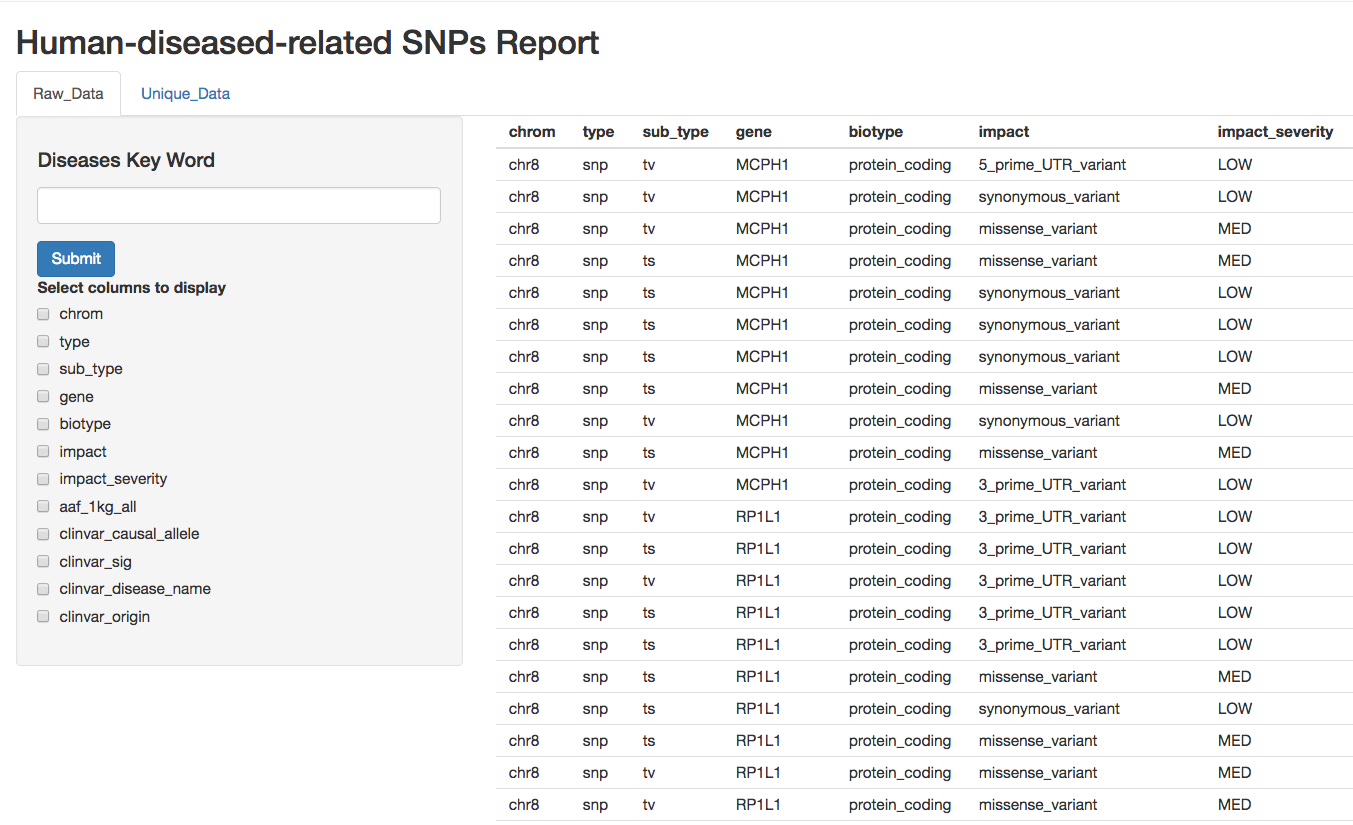 Human-diseased-related SNPs Report
Raw_Data Unique_Data
Diseases Key Word
Submit
Select columns to display
chrom
type
sub_type
gene
biotype
impact
impact_severity
aaf_1kg_all
clinvar_causal_allele
clinvar_sig
clinvar_disease_name
clinvar_origin
chrom type sub_type gene biotype impact impact_severity
chr8 snp tv MCPH1 protein_coding 5_prime_UTR_variant LOW
chr8 snp tv MCPH1 protein_coding synonymous_variant LOW
chr8 snp tv MCPH1 protein_coding missense_variant MED
chr8 snp ts MCPH1 protein_coding missense_variant MED
chr8 snp ts MCPH1 protein_coding synonymous_variant LOW
chr8 snp ts MCPH1 protein_coding synonymous_variant LOW
chr8 snp ts MCPH1 protein_coding synonymous_variant LOW
chr8 snp ts MCPH1 protein_coding missense_variant MED
chr8 snp tv MCPH1 protein_coding synonymous_variant LOW
chr8 snp ts MCPH1 protein_coding missense_variant MED
chr8 snp tv MCPH1 protein_coding 3_prime_UTR_variant LOW
chr8 snp tv RP1L1 protein_coding 3_prime_UTR_variant LOW
chr8 snp ts RP1L1 protein_coding 3_prime_UTR_variant LOW
chr8 snp tv RP1L1 protein_coding 3_prime_UTR_variant LOW
chr8 snp ts RP1L1 protein_coding 3_prime_UTR_variant LOW
chr8 snp ts RP1L1 protein_coding 3_prime_UTR_variant LOW
chr8 snp ts RP1L1 protein_coding missense_variant MED
chr8 snp ts RP1L1 protein_coding synonymous_variant LOW
chr8 snp ts RP1L1 protein_coding missense_variant MED
chr8 snp tv RP1L1 protein_coding missense_variant MED
chr8 snp tv RP1L1 protein_coding missense_variant MED